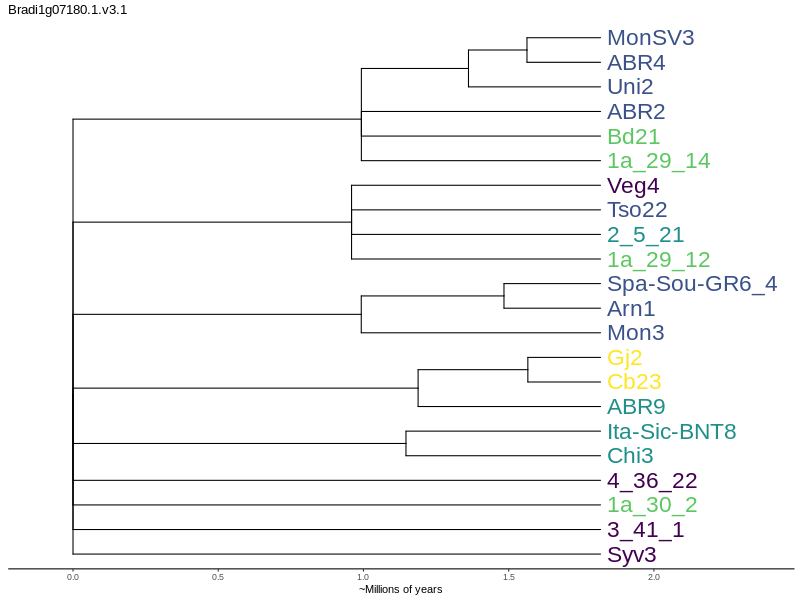 Bradi1g07180.1.v3.1
MonSV3
ABR4
Uni2
ABR2
Bd21
1a_29_14
Veg4
Tso22
2_5_21
1a_29_12
Spa-Sou-GR6_4
Arn1
Mon3
Gj2
Cb23
ABR9
Ita-Sic-BNT8
Chi3
4_36_22
1a_30_2
3_41_1
Syv3
0.0 0.5 1.0 1.5 2.0
~Millions of years